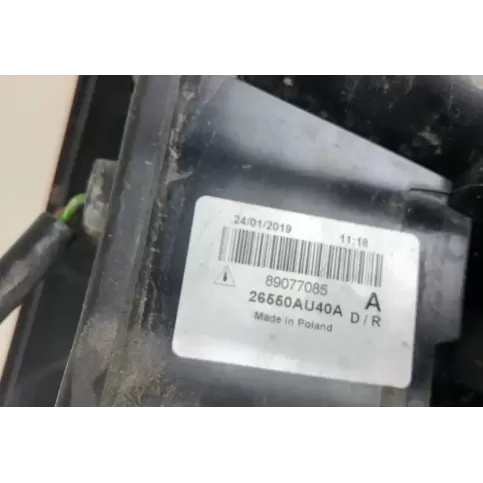 24/01/2019 11:18
89077085 A
26550AU40A D/R
Made in Poland